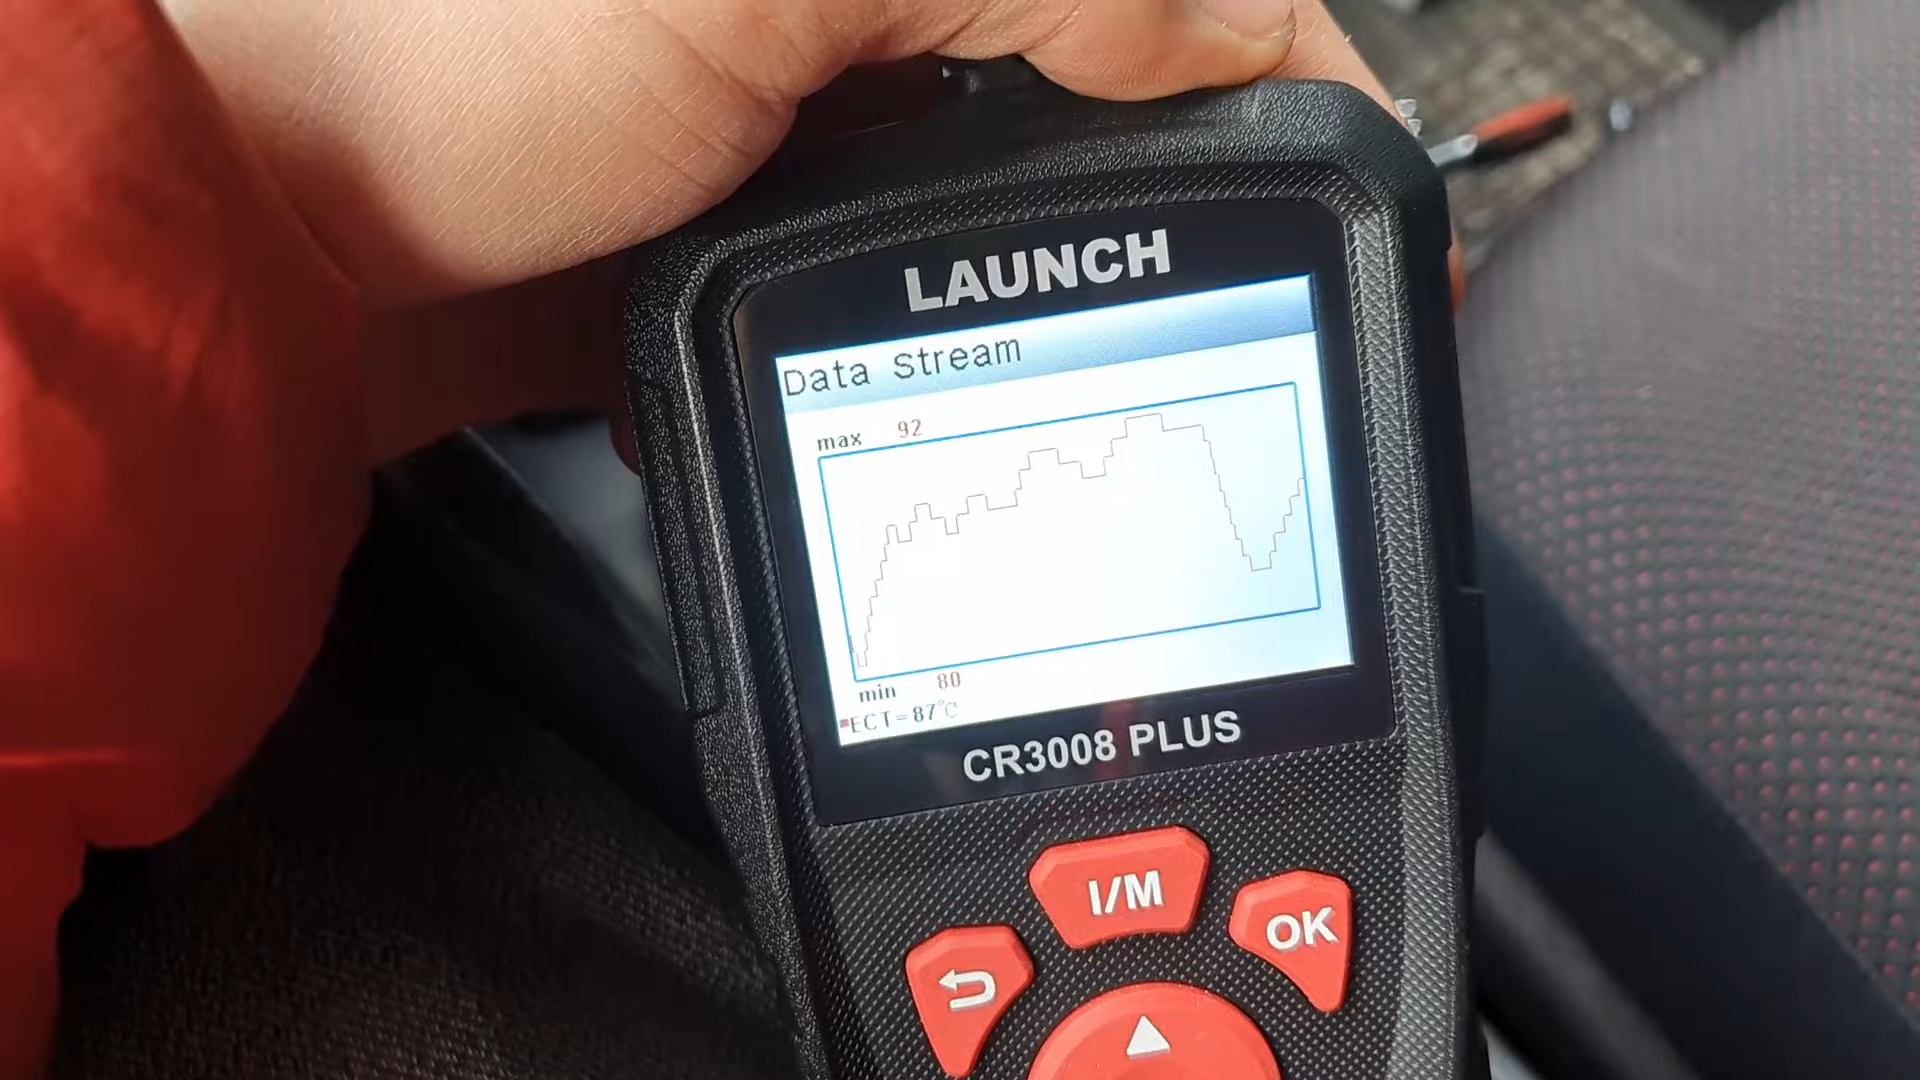 LAUNCH
Data Stream
max 92
min 80
ECT=87℃
CR3008 PLUS
I/M
OK